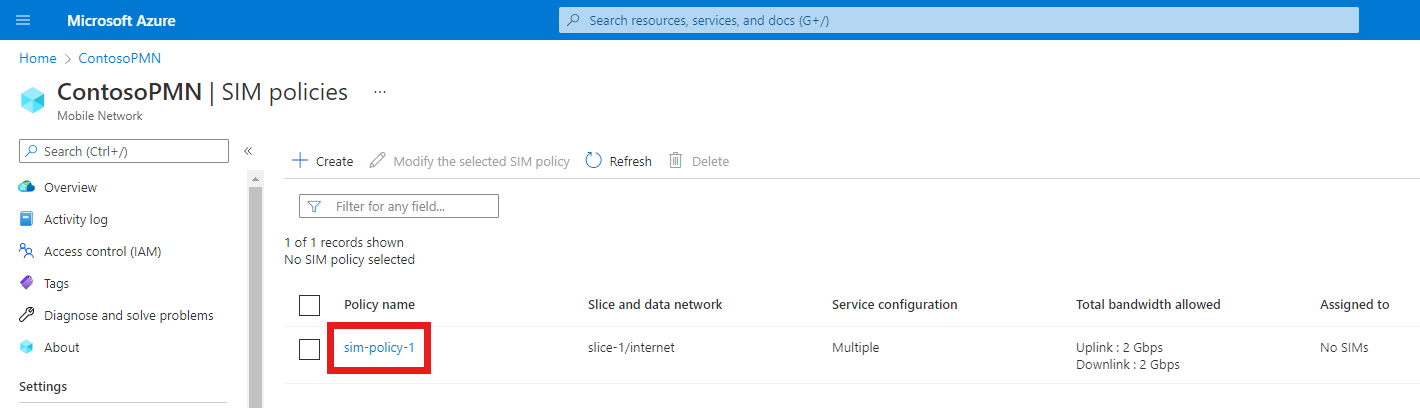 Microsoft Azure
Search resources, services, and docs (G+/)
Home > ContosoPMN
ContosoPMN | SIM policies ...
Mobile Network
Search (Ctrl+/) «
Overview
Activity log
Access control (IAM)
Tags
Diagnose and solve problems
About
Settings
Create Modify the selected SIM policy Refresh Delete
Filter for any field...
1 of 1 records shown
No SIM policy selected
Policy name Slice and data network Service configuration Total bandwidth allowed Assigned to
sim-policy-1 slice-1/internet Multiple Uplink : 2 Gbps No SIMs
Downlink : 2 Gbps